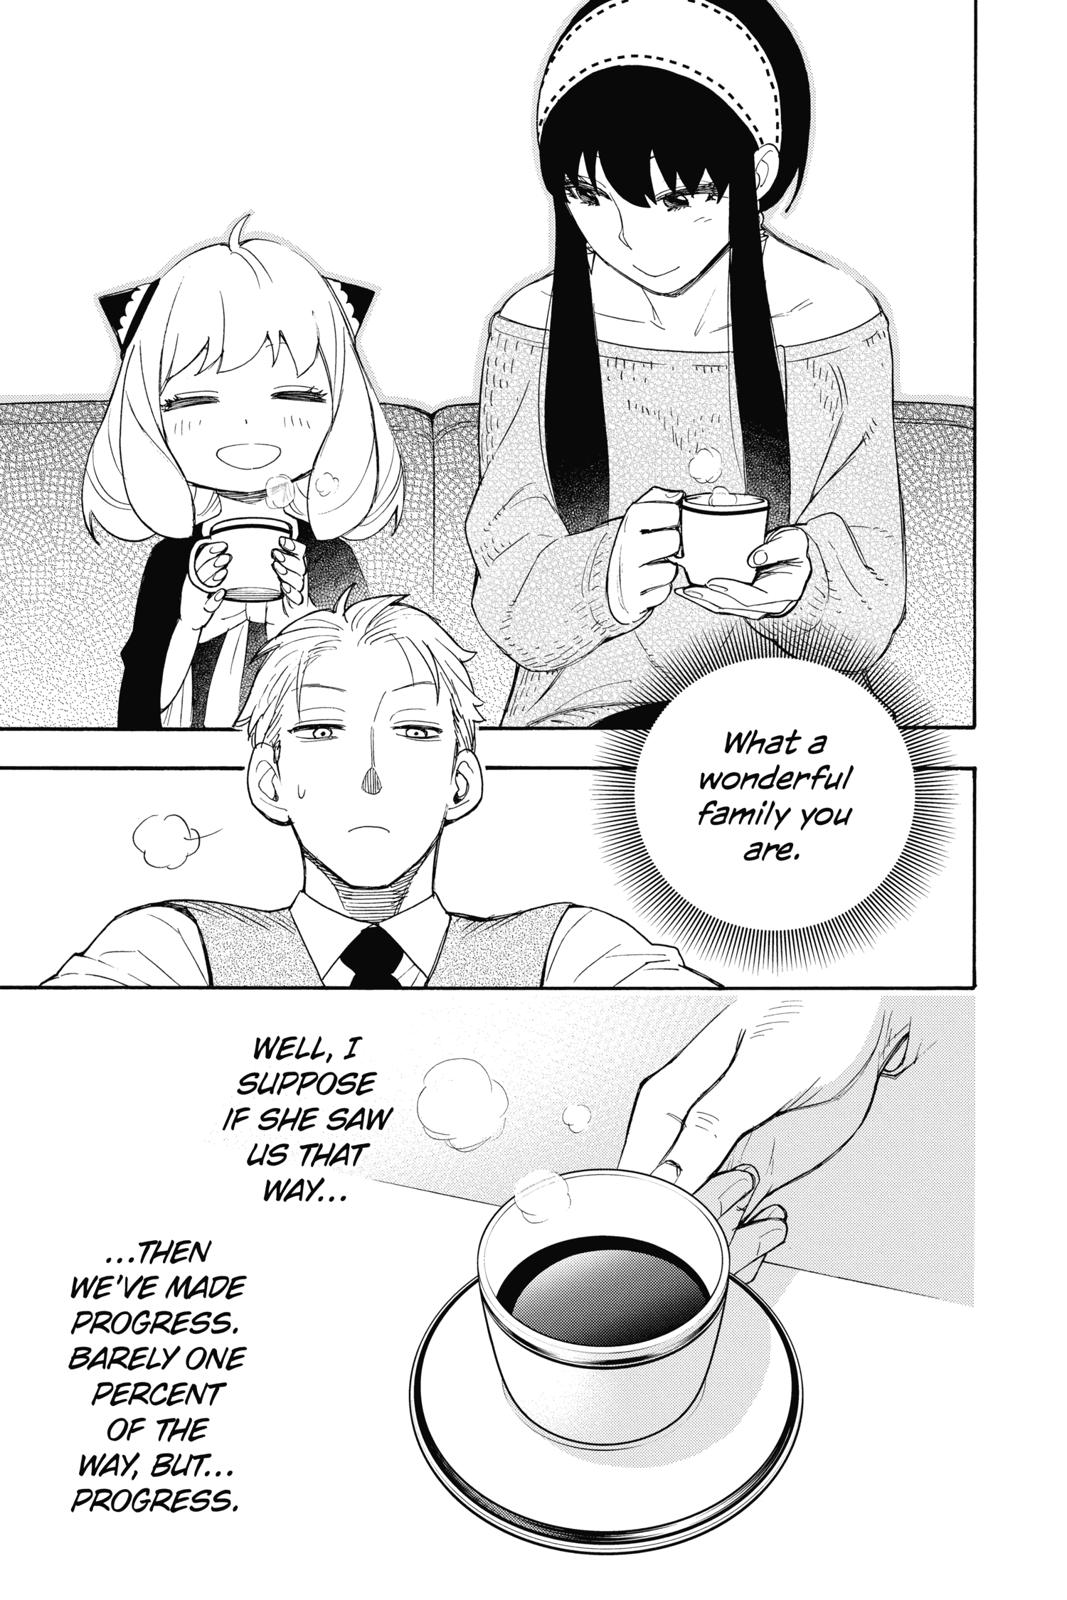 What a
wonderful
family you
are.
WELL, I
SUPPOSE
IF SHE SAW
US THAT
WAY...
...THEN
WE'VE MADE
PROGRESS.
BARELY ONE
PERCENT
OF THE
WAY, BUT...
PROGRESS.